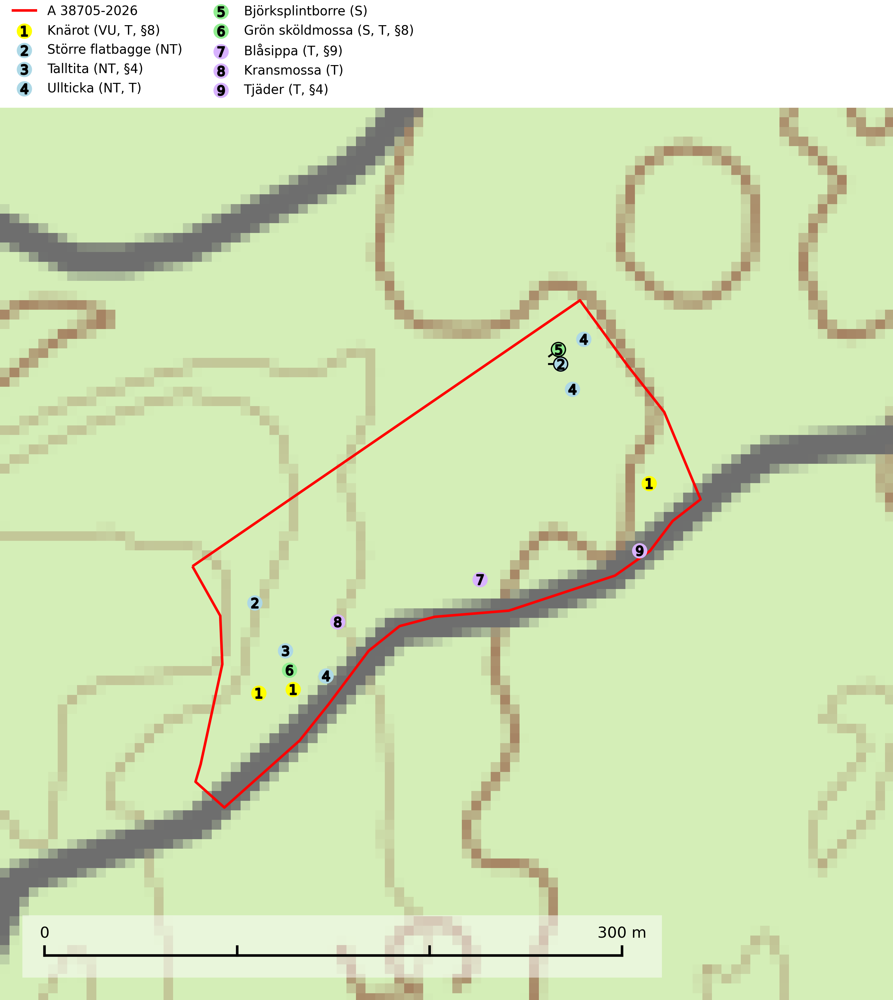 A 38705-2026
1 Knärot (VU, T, §8)
2 Större flatbagge (NT)
3 Talltita (NT, §4)
4 Ullticka (NT, T)
5 Björksplintborre (S)
6 Grön sköldmossa (S, T, §8)
7 Blåsippa (T, §9)
8 Kransmossa (T)
9 Tjäder (T, §4)
4
5
2
4
1
9
7
2
8
3
6
4
1
1
0 300 m